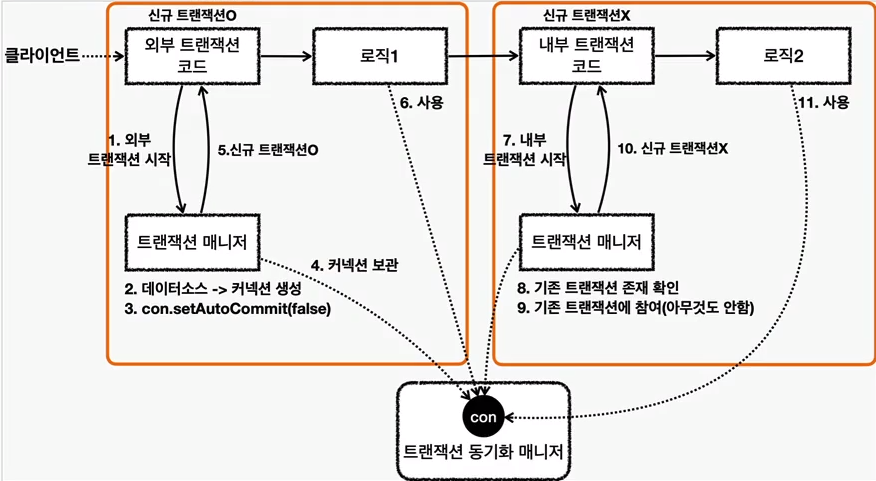 신규 트랜잭션O
신규 트랜잭션X
클라이언트
외부 트랜잭션
코드
로직1
내부 트랜잭션
코드
로직2
6. 사용
11. 사용
1. 외부
트랜잭션 시작
5.신규 트랜잭션O
7. 내부
트랜잭션 시작
10. 신규 트랜잭션X
트랜잭션 매니저
트랜잭션 매니저
4. 커넥션 보관
2. 데이터소스 -> 커넥션 생성
3. con.setAutoCommit(false)
8. 기존 트랜잭션 존재 확인
9. 기존 트랜잭션에 참여(아무것도 안함)
con
트랜잭션 동기화 매니저